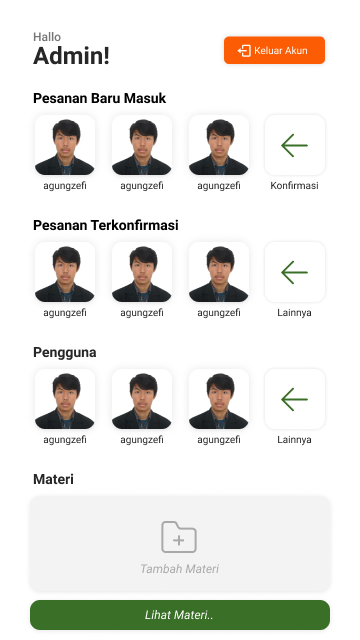 Hallo
Admin!
Keluar Akun
Pesanan Baru Masuk
agungzefi agungzefi agungzefi Konfirmasi
Pesanan Terkonfirmasi
agungzefi agungzefi agungzefi Lainnya
Pengguna
agungzefi agungzefi agungzefi Lainnya
Materi
Tambah Materi
Lihat Materi..